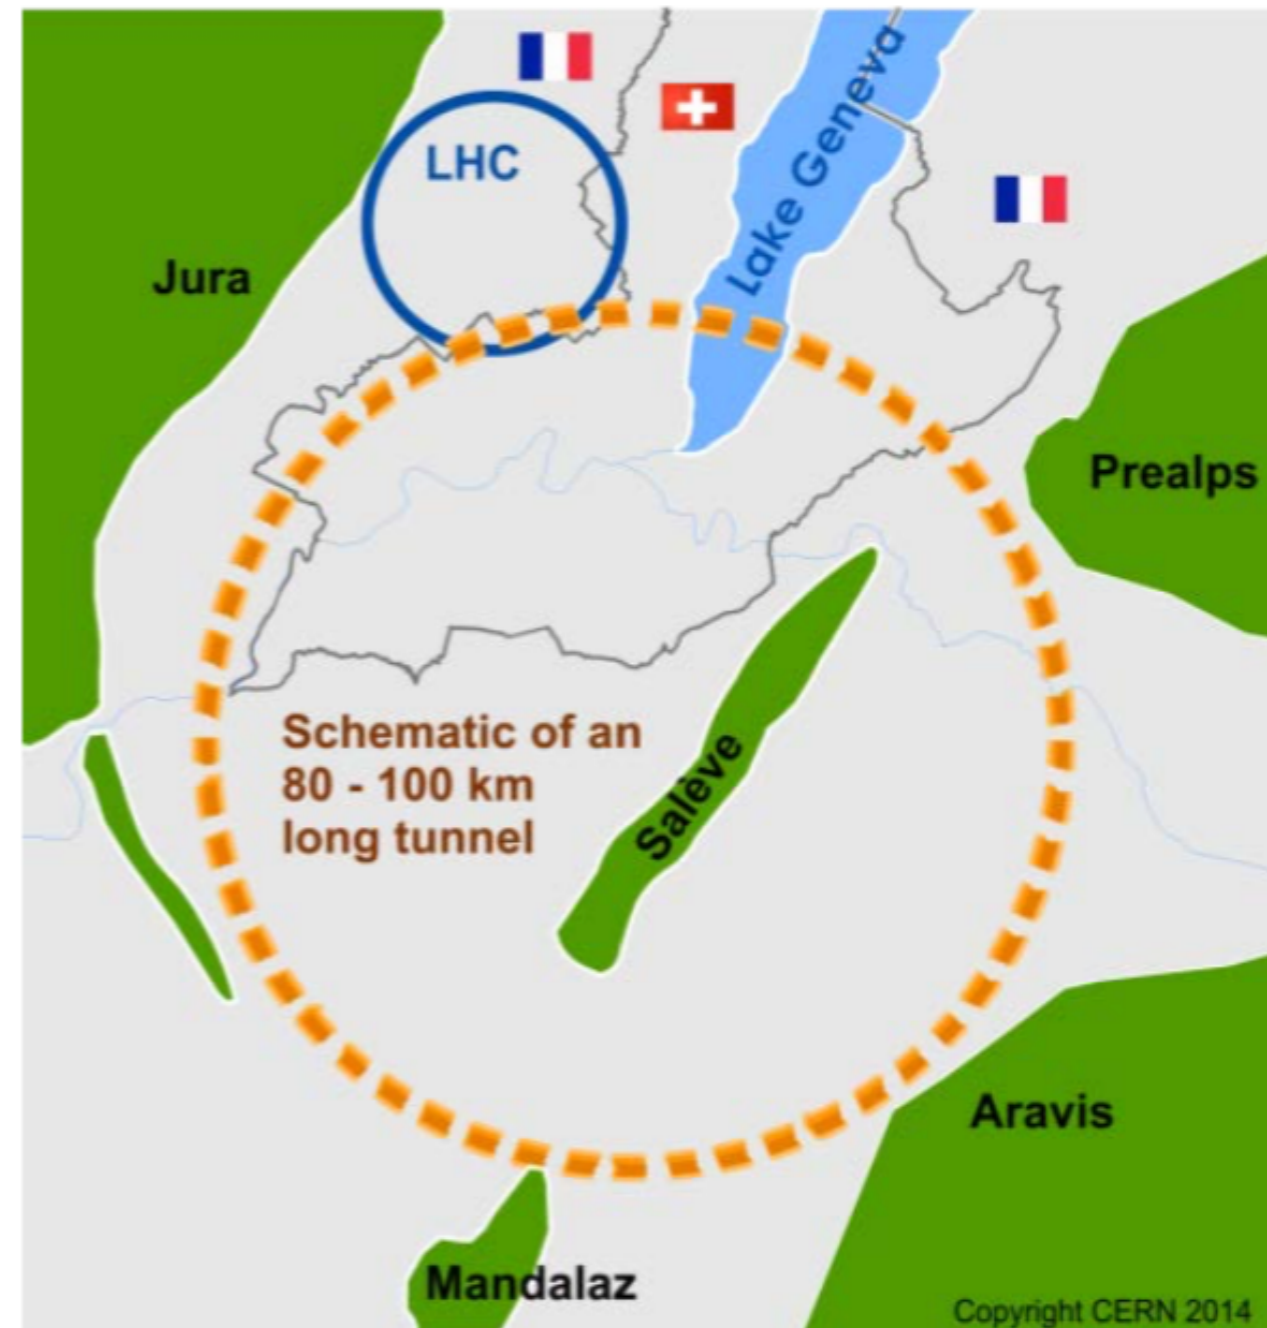 LHC
Lake Geneva
Jura
Prealps
Schematic of an
80 - 100 km
long tunnel
Salève
Aravis
Mandalaz
Copyright CERN 2014